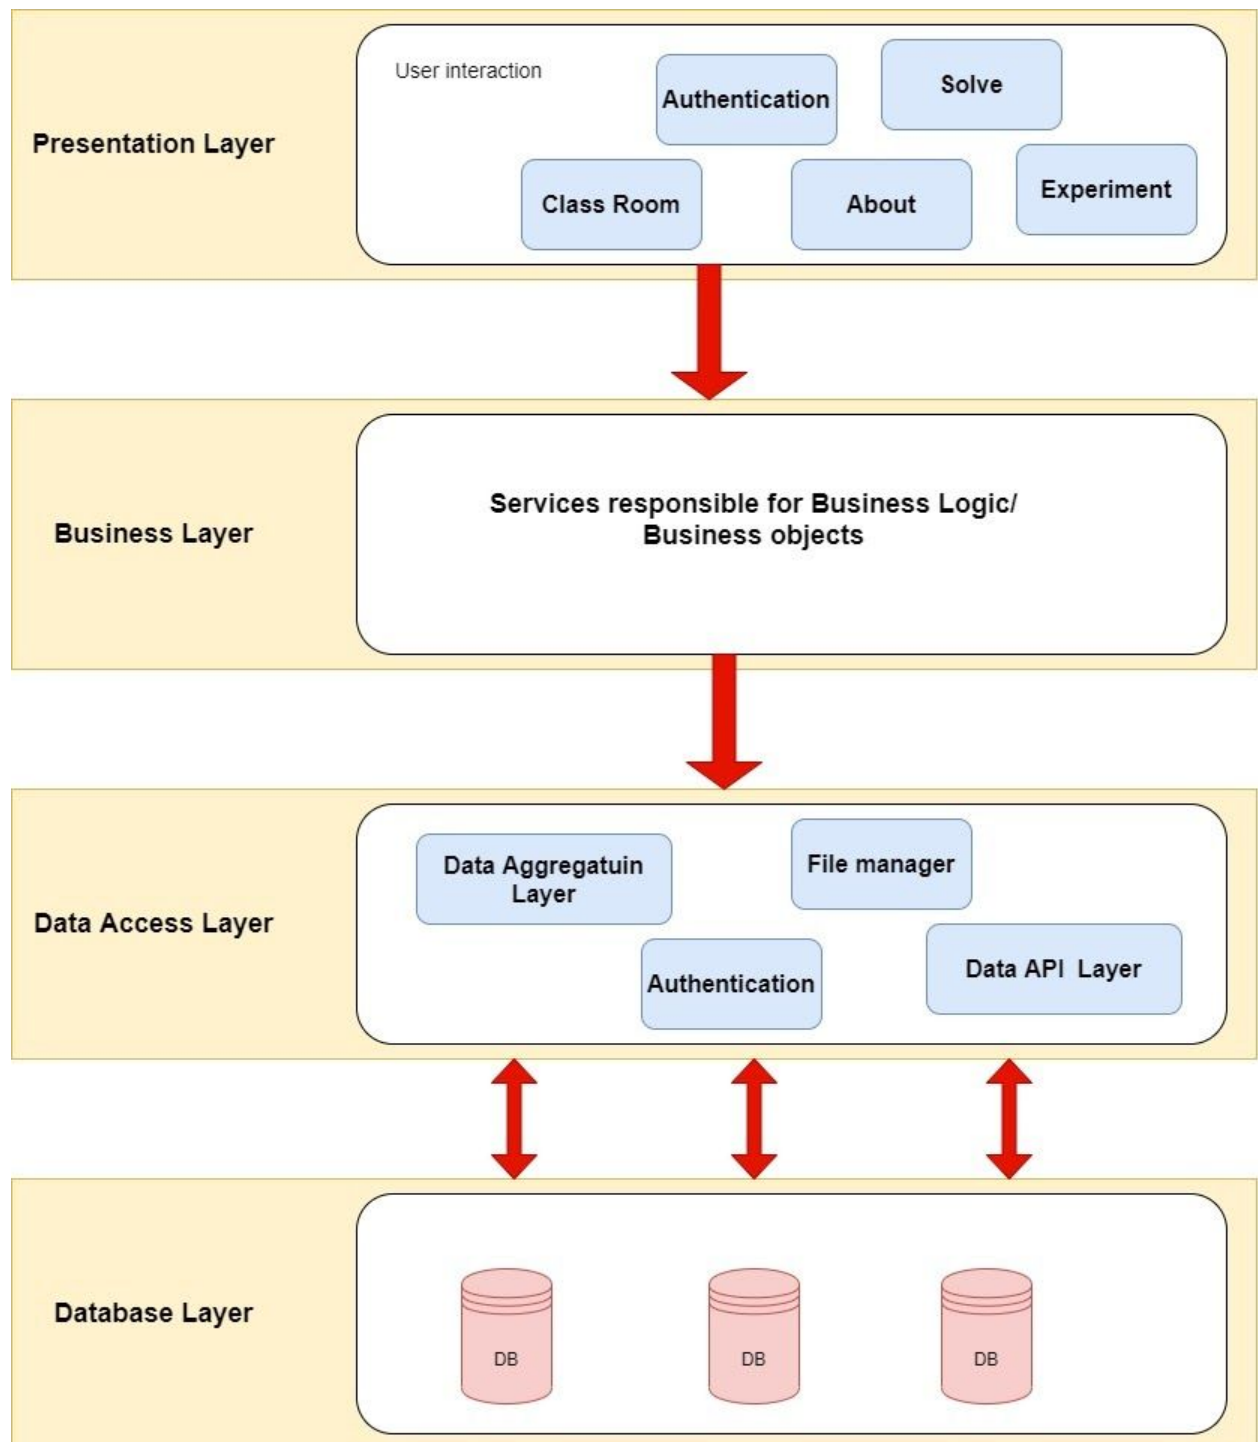 Presentation Layer
User interaction
Authentication
Solve
Class Room
About
Experiment
Business Layer
Services responsible for Business Logic/
Business objects
Data Access Layer
Data Aggregatuin
Layer
File manager
Authentication
Data API  Layer
Database Layer
DB
DB
DB